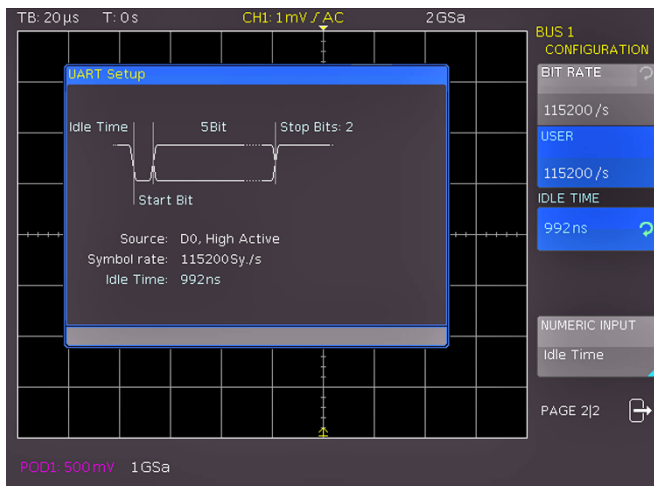 TB: 20µs T: 0s CH1: 1mV AC 2GSa
BUS 1
CONFIGURATION
UART Setup
Idle Time 5Bit Stop Bits: 2
Start Bit
Source: D0, High Active
Symbol rate: 115200Sy./s
Idle Time: 992ns
BIT RATE
115200/s
USER
115200/s
IDLE TIME
992ns
NUMERIC INPUT
Idle Time
PAGE 2|2
POD1: 500mV 1GSa